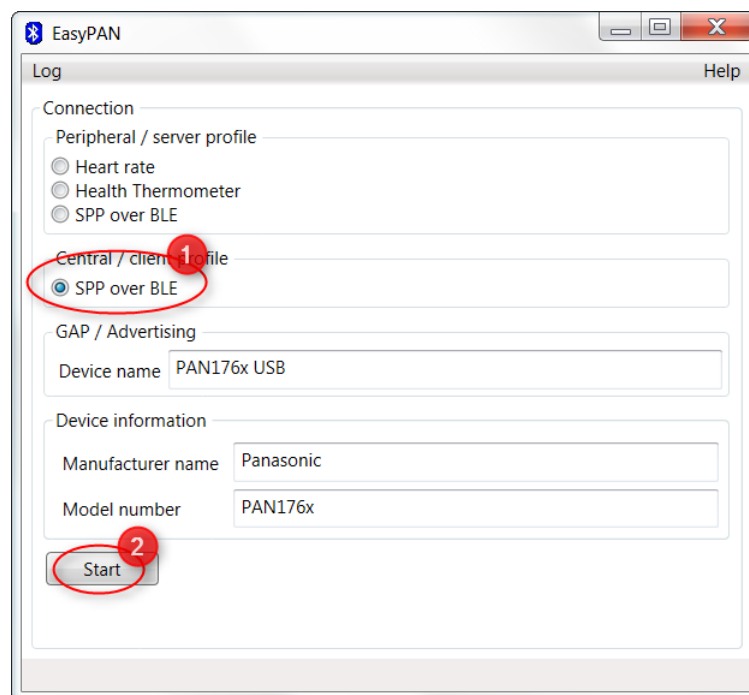 EasyPAN
Log Help
Connection
Peripheral / server profile
Heart rate
Health Thermometer
SPP over BLE
1
Central / client profile
SPP over BLE
GAP / Advertising
Device name PAN176x USB
Device information
Manufacturer name Panasonic
Model number PAN176x
2
Start